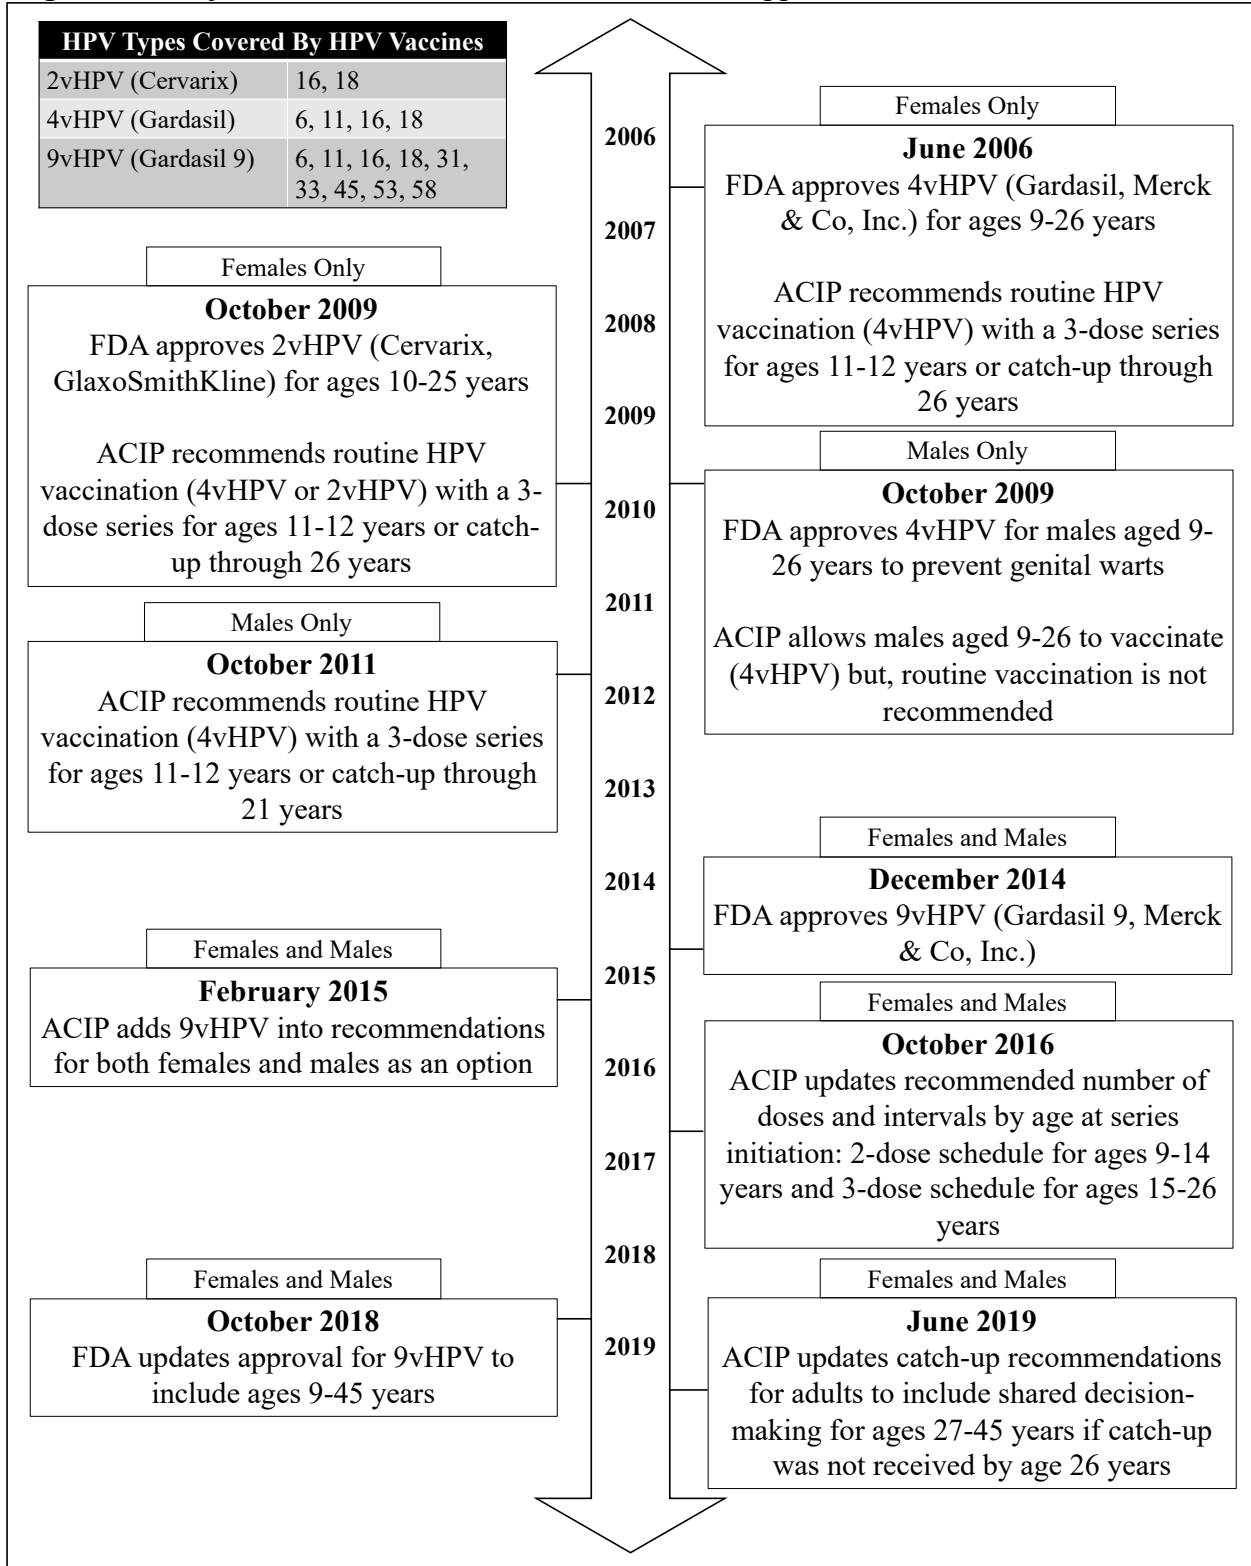 HPV Types Covered By HPV Vaccines
2vHPV (Cervarix) 16, 18
4vHPV (Gardasil) 6, 11, 16, 18
9vHPV (Gardasil 9) 6, 11, 16, 18, 31,
33, 45, 53, 58
2006
2007
2008
2009
2010
2011
2012
2013
2014
2015
2016
2017
2018
2019
Females Only
June 2006
FDA approves 4vHPV (Gardasil, Merck
& Co, Inc.) for ages 9-26 years
ACIP recommends routine HPV
vaccination (4vHPV) with a 3-dose series
for ages 11-12 years or catch-up through
26 years
Females Only
October 2009
FDA approves 2vHPV (Cervarix,
GlaxoSmithKline) for ages 10-25 years
ACIP recommends routine HPV
vaccination (4vHPV or 2vHPV) with a 3-
dose series for ages 11-12 years or catch-
up through 26 years
Males Only
October 2009
FDA approves 4vHPV for males aged 9-
26 years to prevent genital warts
ACIP allows males aged 9-26 to vaccinate
(4vHPV) but, routine vaccination is not
recommended
Males Only
October 2011
ACIP recommends routine HPV
vaccination (4vHPV) with a 3-dose series
for ages 11-12 years or catch-up through
21 years
Females and Males
December 2014
FDA approves 9vHPV (Gardasil 9, Merck
& Co, Inc.)
Females and Males
February 2015
ACIP adds 9vHPV into recommendations
for both females and males as an option
Females and Males
October 2016
ACIP updates recommended number of
doses and intervals by age at series
initiation: 2-dose schedule for ages 9-14
years and 3-dose schedule for ages 15-26
years
Females and Males
October 2018
FDA updates approval for 9vHPV to
include ages 9-45 years
Females and Males
June 2019
ACIP updates catch-up recommendations
for adults to include shared decision-
making for ages 27-45 years if catch-up
was not received by age 26 years